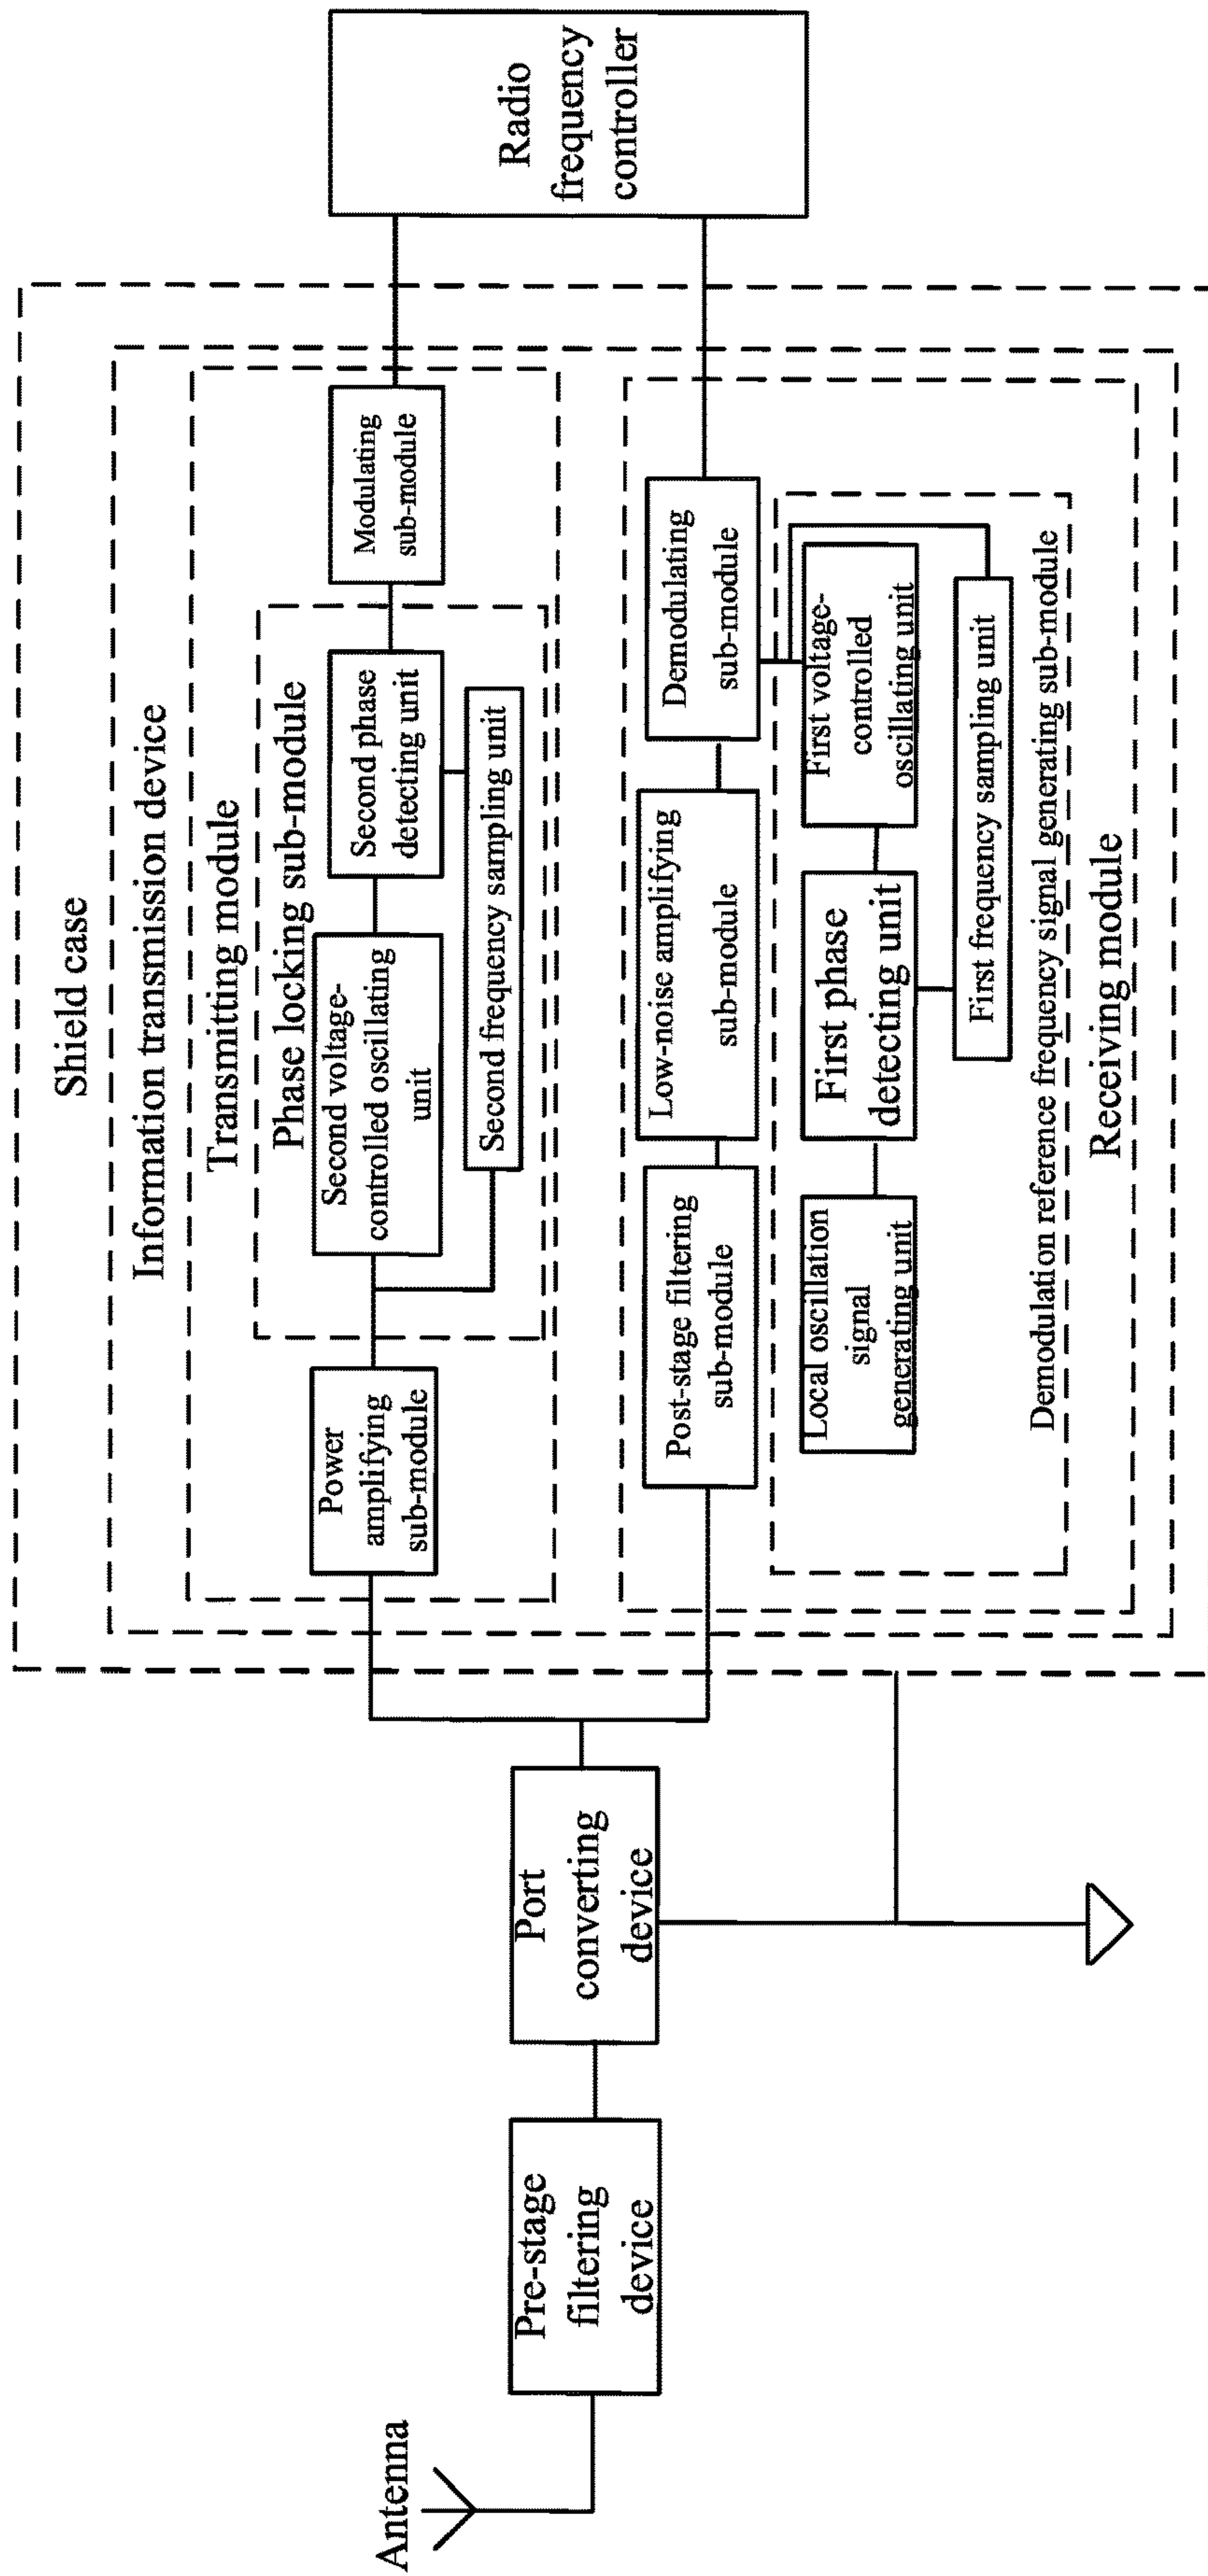 Shield case
Information transmission device
Transmitting module
Phase locking sub-module
Antenna
Pre-stage
filtering
device
Port
converting
device
Power
amplifying
sub-module
Second voltage-
controlled oscillating
unit
Second phase
detecting unit
Second frequency sampling unit
Modulating
sub-module
Radio
frequency
controller
Post-stage filtering
sub-module
Low-noise amplifying
sub-module
Demodulating
sub-module
Local oscillation
signal
generating unit
First phase
detecting unit
First voltage-
controlled
oscillating unit
First frequency sampling unit
Demodulation reference frequency signal generating sub-module
Receiving module